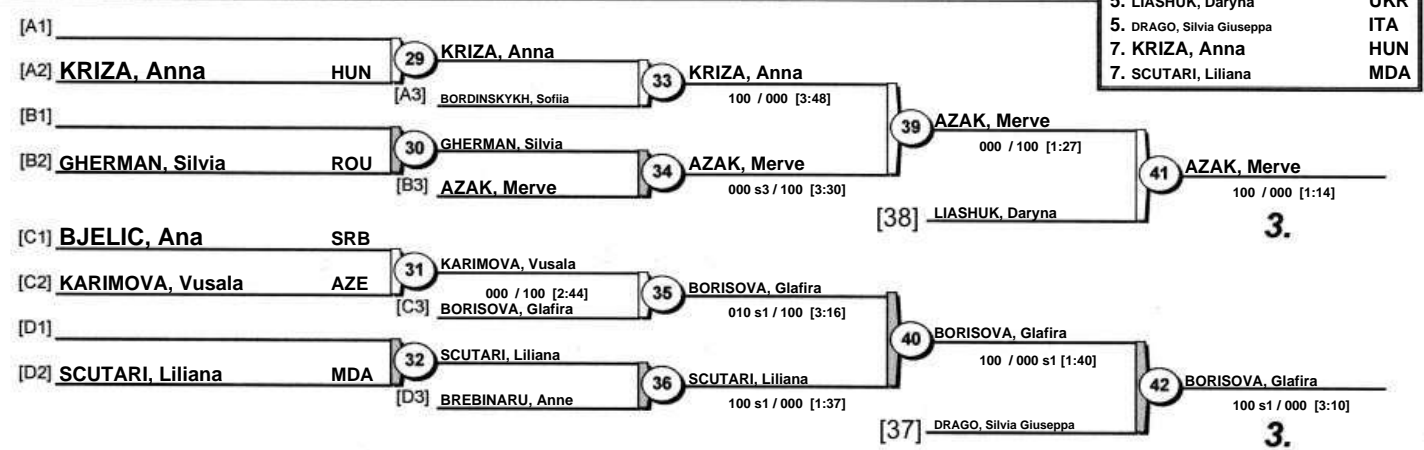 5. LIASHUK, Daryna UKR
5. DRAGO, Silvia Giuseppa ITA
7. KRIZA, Anna HUN
7. SCUTARI, Liliana MDA
[A1]
[A2] KRIZA, Anna HUN
29
KRIZA, Anna
[A3] BORDINSKYKH, Sofiia
33
KRIZA, Anna
100 / 000 [3:48]
[B1]
[B2] GHERMAN, Silvia ROU
30
GHERMAN, Silvia
[B3] AZAK, Merve
34
AZAK, Merve
000 s3 / 100 [3:30]
39
AZAK, Merve
000 / 100 [1:27]
[38] LIASHUK, Daryna
41
AZAK, Merve
100 / 000 [1:14]
3.
[C1] BJELIC, Ana SRB
[C2] KARIMOVA, Vusala AZE
31
KARIMOVA, Vusala
000 / 100 [2:44]
[C3] BORISOVA, Glafira
35
BORISOVA, Glafira
010 s1 / 100 [3:16]
[D1]
[D2] SCUTARI, Liliana MDA
32
SCUTARI, Liliana
[D3] BREBINARU, Anne
36
SCUTARI, Liliana
100 s1 / 000 [1:37]
40
BORISOVA, Glafira
100 / 000 s1 [1:40]
[37] DRAGO, Silvia Giuseppa
42
BORISOVA, Glafira
100 s1 / 000 [3:10]
3.